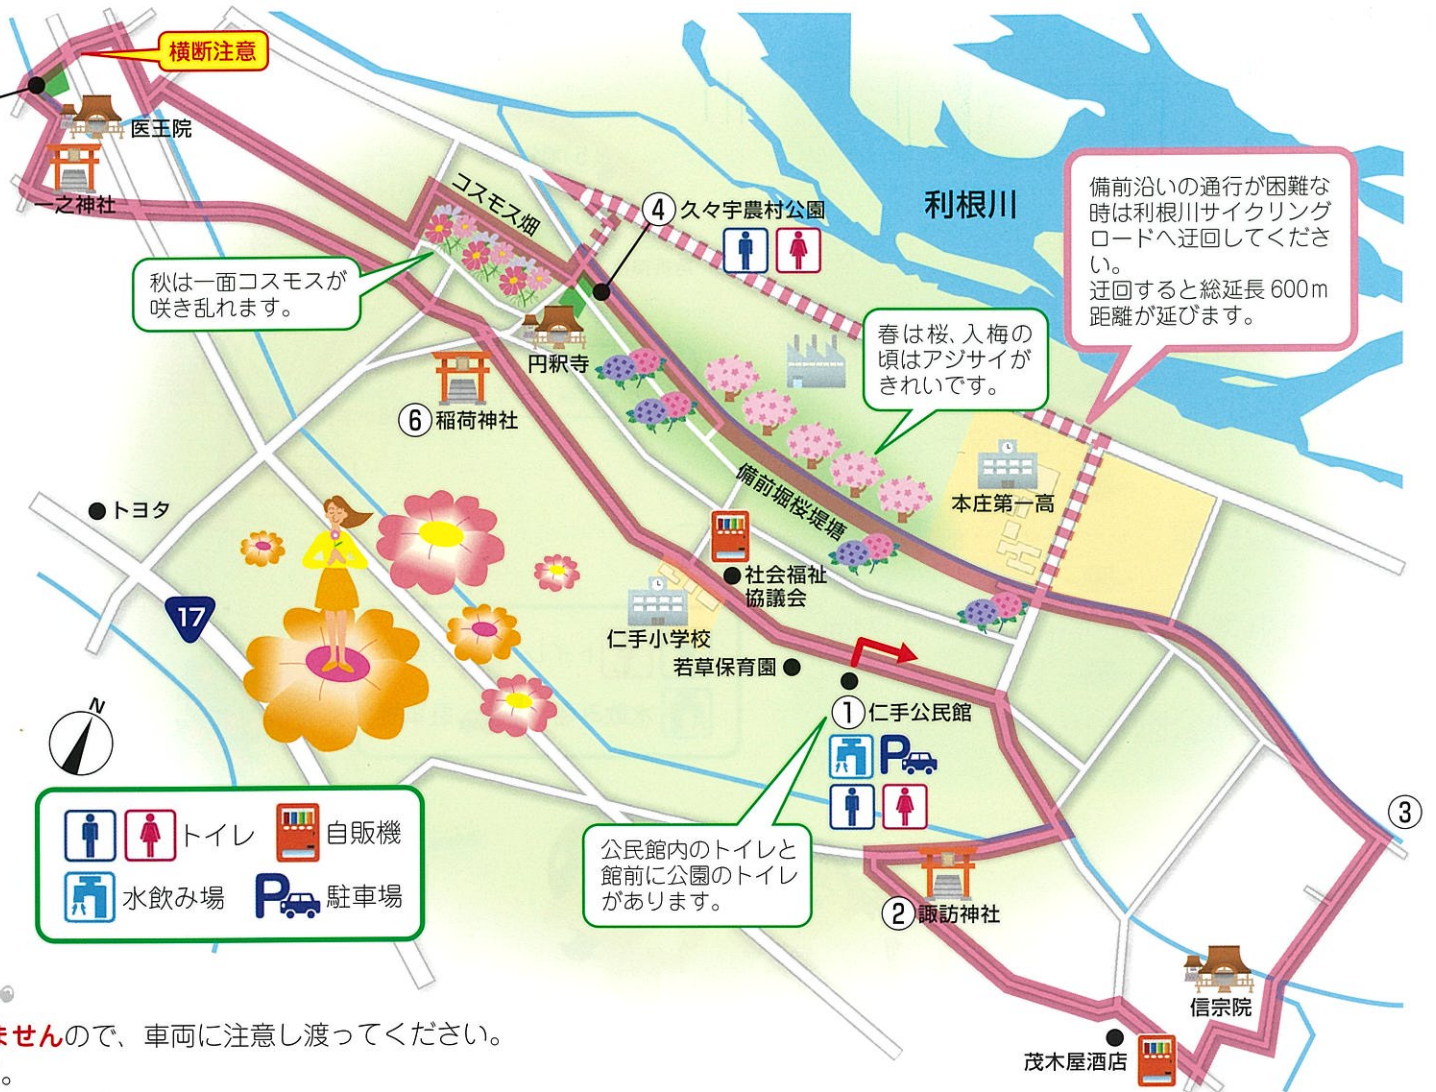 横断注意
医王院
一之神社
コスモス畑
④久々宇農村公園
利根川
備前沿いの通行が困難な
時は利根川サイクリング
ロードへ迂回してくださ
い。
迂回すると総延長600m
距離が延びます。
秋は一面コスモスが
咲き乱れます。
円釈寺
春は桜、入梅の
頃はアジサイが
きれいです。
⑥稲荷神社
備前堀桜堤塘
本庄第一高
トヨタ
17
社会福祉
協議会
仁手小学校
若草保育園
①仁手公民館
P
N
トイレ
自販機
水飲み場
P
駐車場
公民館内のトイレと
館前に公園のトイレ
があります。
②諏訪神社
③
信宗院
茂木屋酒店
ませんので、車両に注意し渡ってください。
。